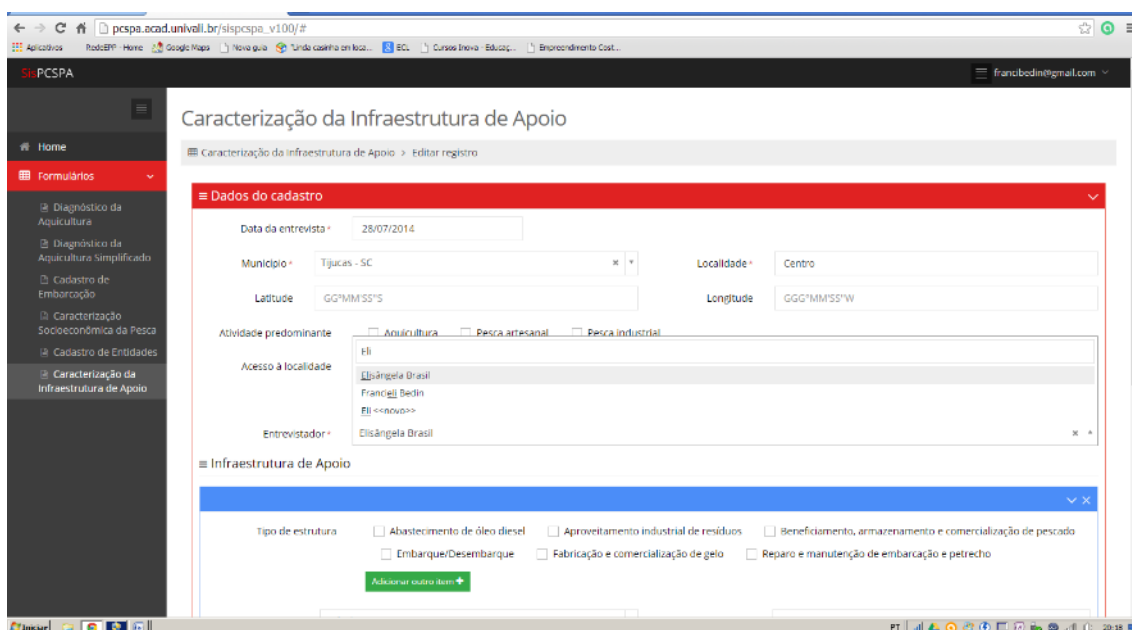 pcspa.acad.univali.br/sispcspa_v100/#
Aplicativos RedeEPP - Home Google Maps Nova guia "Linda casinha em loca... ECL Cursos Inova - Educaç... Empreendimento Cost...
SisPCSPA
francibedin@gmail.com
Caracterização da Infraestrutura de Apoio
Home
Caracterização da Infraestrutura de Apoio > Editar registro
Formulários
Diagnóstico da
Aquicultura
Diagnóstico da
Aquicultura Simplificado
Cadastro de
Embarcação
Caracterização
Socioeconômica da Pesca
Cadastro de Entidades
Caracterização da
Infraestrutura de Apoio
Dados do cadastro
Data da entrevista * 28/07/2014
Município * Tijucas - SC Localidade * Centro
Latitude GG°MM'SS"S Longitude GGG°MM'SS"W
Atividade predominante Aquicultura Pesca artesanal Pesca industrial
Acesso à localidade
Eli
Elisângela Brasil
Francieli Bedin
Eli <<novo>>
Entrevistador * Elisângela Brasil
Infraestrutura de Apoio
Tipo de estrutura Abastecimento de óleo diesel Aproveitamento industrial de resíduos Beneficiamento, armazenamento e comercialização de pescado
Embarque/Desembarque Fabricação e comercialização de gelo Reparo e manutenção de embarcação e petrecho
Adicionar outro item +
Iniciar PT 20:18